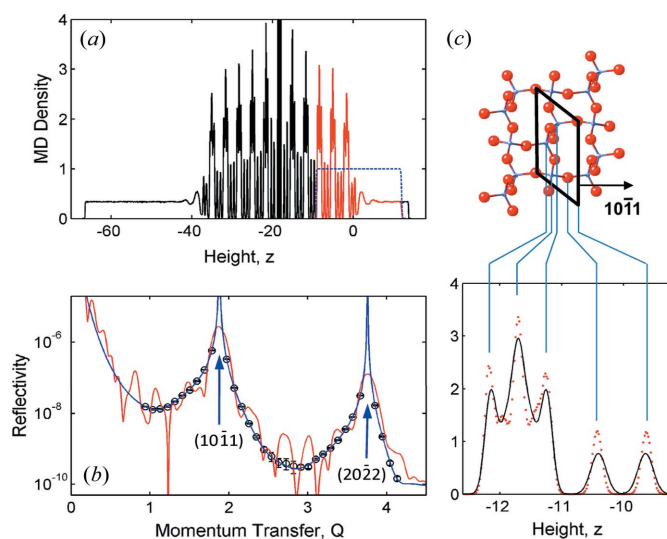 (a)
4
3
2
1
0
MD Density
-60 -40 -20 0
Height, z
(b)
10⁻⁶
10⁻⁸
10⁻¹⁰
Reflectivity
(101̄1)
(202̄2)
0 1 2 3 4
Momentum Transfer, Q
(c)
101̄1
4
3
2
1
0
-12 -11 -10 -9
Height, z